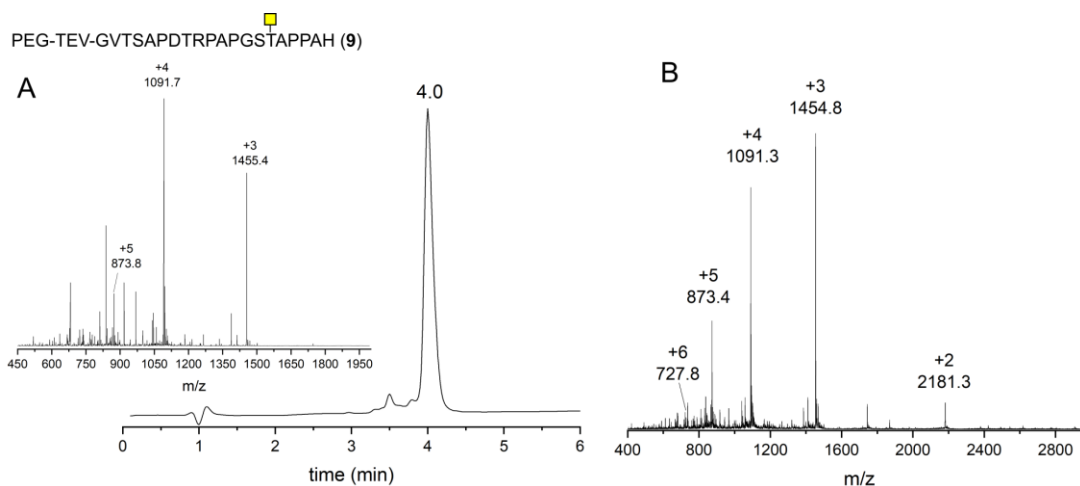 PEG-TEV-GVTSAPDTRPAPGSTAPPAH (9)
A
+4
1091.7
+3
1455.4
+5
873.8
450 600 750 900 1050 1200 1350 1500 1650 1800 1950
m/z
4.0
0 1 2 3 4 5 6
time (min)
B
+3
1454.8
+4
1091.3
+5
873.4
+6
727.8
+2
2181.3
400 800 1200 1600 2000 2400 2800
m/z